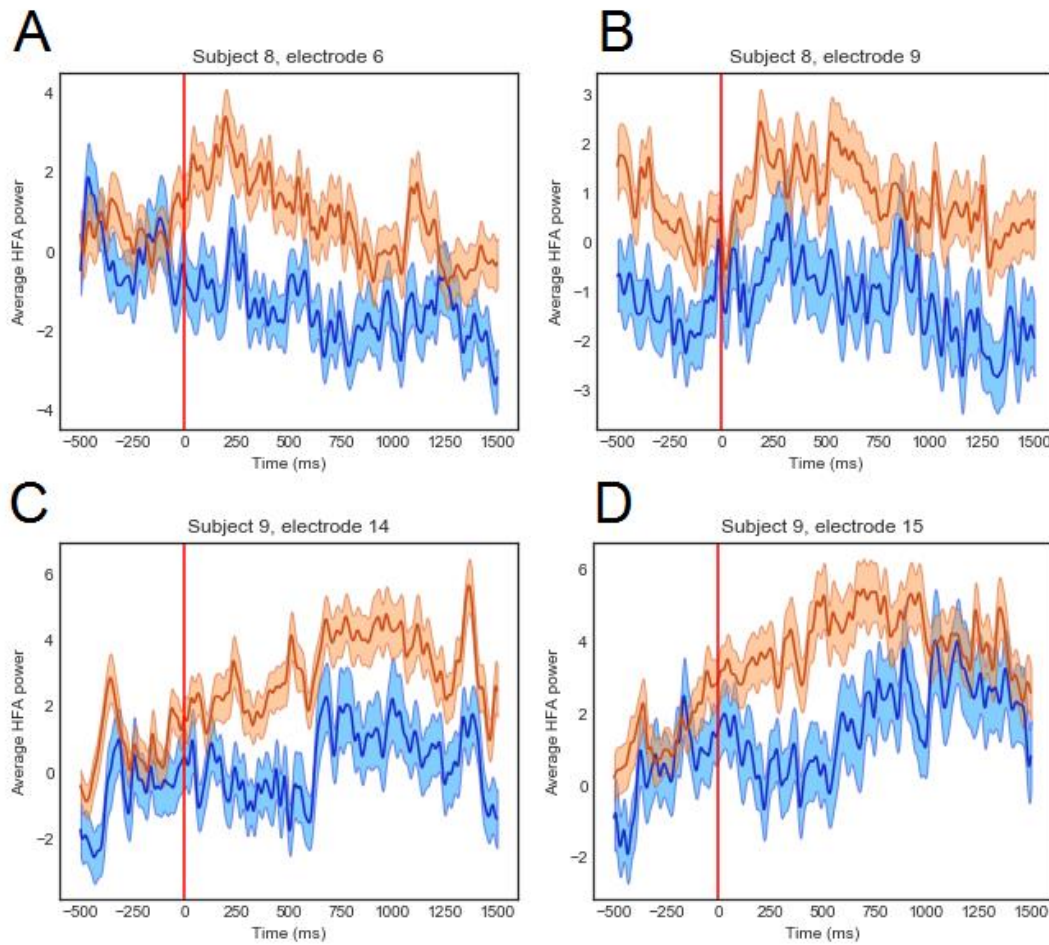 A
Subject 8, electrode 6
Average HFA power
4
2
0
−2
−4
−500 −250 0 250 500 750 1000 1250 1500
Time (ms)
B
Subject 8, electrode 9
Average HFA power
3
2
1
0
−1
−2
−3
−500 −250 0 250 500 750 1000 1250 1500
Time (ms)
C
Subject 9, electrode 14
Average HFA power
6
4
2
0
−2
−500 −250 0 250 500 750 1000 1250 1500
Time (ms)
D
Subject 9, electrode 15
Average HFA power
6
4
2
0
−2
−500 −250 0 250 500 750 1000 1250 1500
Time (ms)